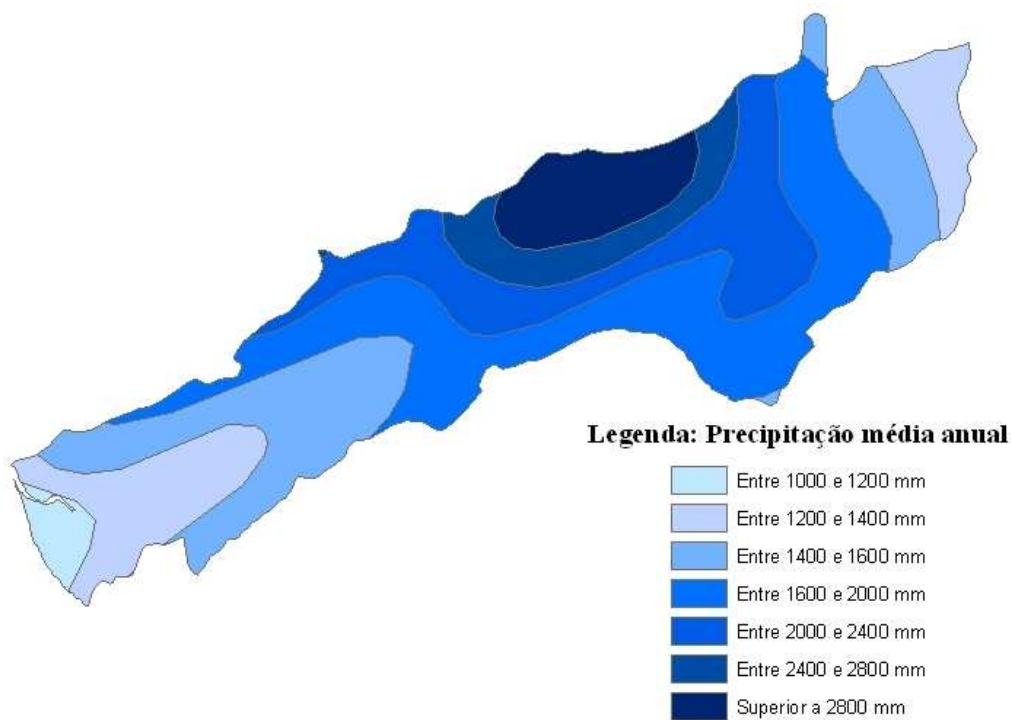 Legenda: Precipitação média anual
Entre 1000 e 1200 mm
Entre 1200 e 1400 mm
Entre 1400 e 1600 mm
Entre 1600 e 2000 mm
Entre 2000 e 2400 mm
Entre 2400 e 2800 mm
Superior a 2800 mm